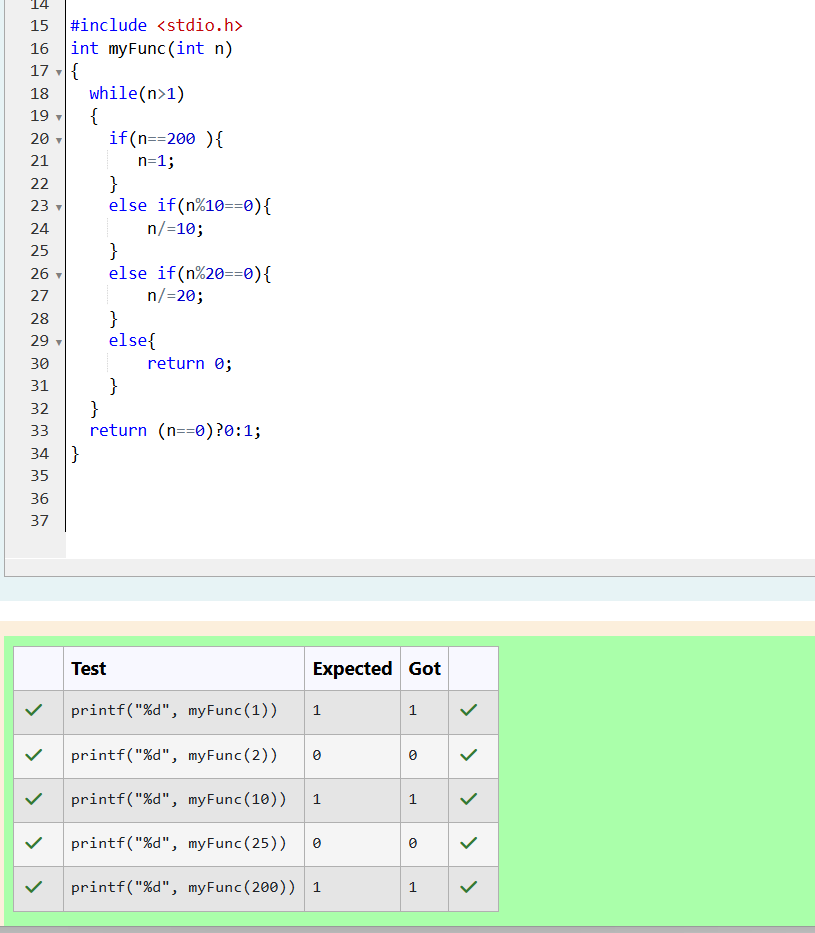 14
15 #include <stdio.h>
16 int myFunc(int n)
17 {
18   while(n>1)
19   {
20     if(n==200 ){
21        n=1;
22     }
23     else if(n%10==0){
24         n/=10;
25     }
26     else if(n%20==0){
27         n/=20;
28     }
29     else{
30         return 0;
31     }
32   }
33   return (n==0)?0:1;
34 }
35
36
37
Test Expected Got
printf("%d", myFunc(1)) 1 1
printf("%d", myFunc(2)) 0 0
printf("%d", myFunc(10)) 1 1
printf("%d", myFunc(25)) 0 0
printf("%d", myFunc(200)) 1 1